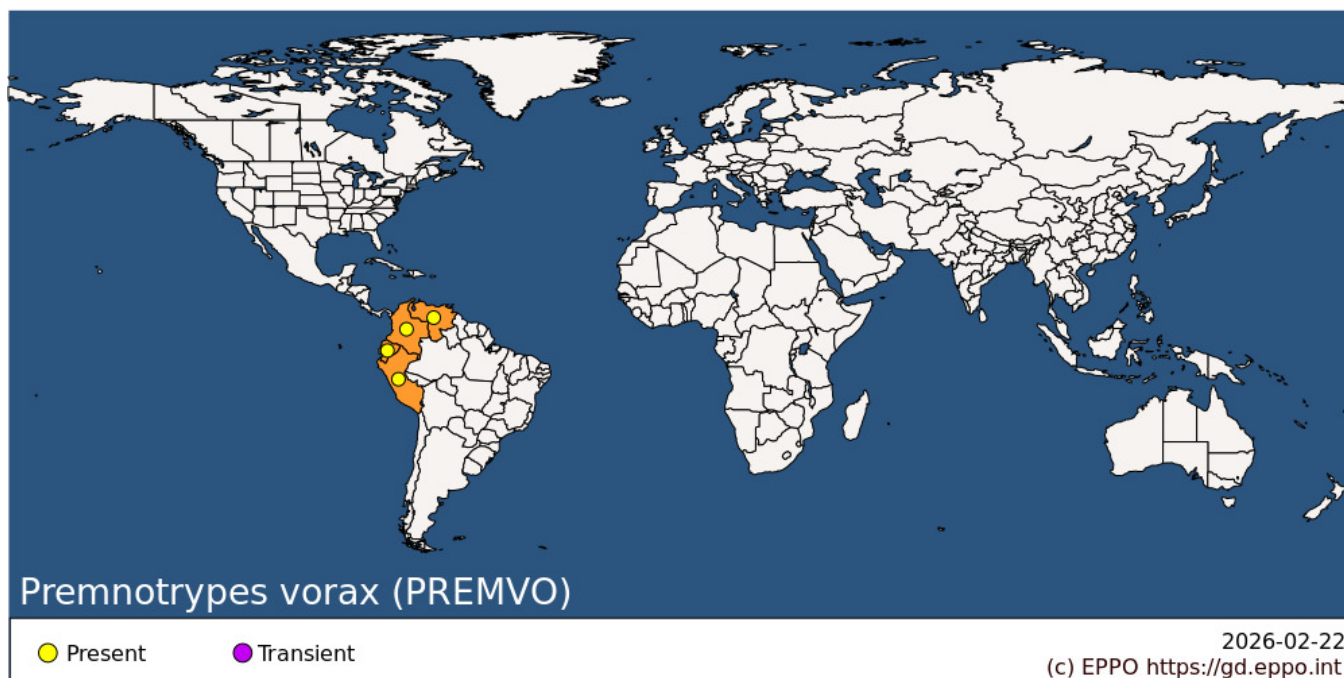 Premnotrypes vorax (PREMVO)
Present
Transient
2026-02-22
(c) EPPO https://gd.eppo.int